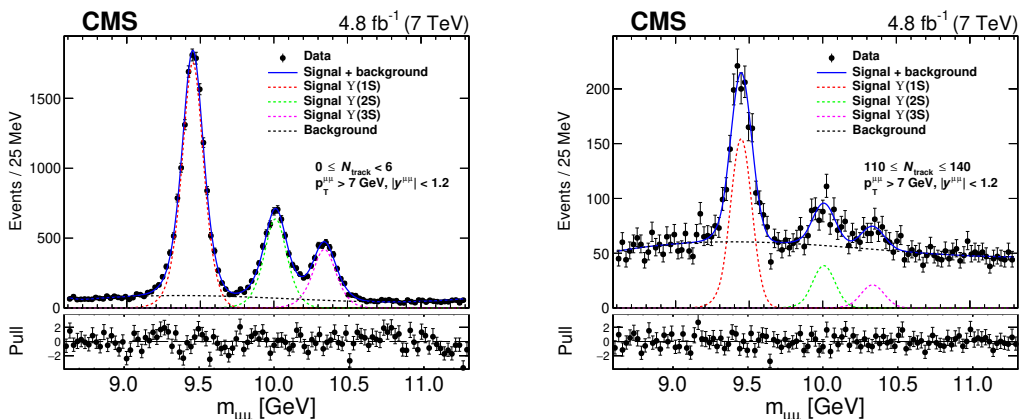 CMS 4.8 fb⁻¹ (7 TeV)
Events / 25 MeV
1500
1000
500
0
Data
Signal + background
Signal ϒ(1S)
Signal ϒ(2S)
Signal ϒ(3S)
Background
0 ≤ N_track < 6
p_T^μμ > 7 GeV, |y^μμ| < 1.2
Pull
2
0
−2
9.0 9.5 10.0 10.5 11.0
m_μμ [GeV]
CMS 4.8 fb⁻¹ (7 TeV)
Events / 25 MeV
200
150
100
50
0
Data
Signal + background
Signal ϒ(1S)
Signal ϒ(2S)
Signal ϒ(3S)
Background
110 ≤ N_track ≤ 140
p_T^μμ > 7 GeV, |y^μμ| < 1.2
Pull
2
0
−2
9.0 9.5 10.0 10.5 11.0
m_μμ [GeV]